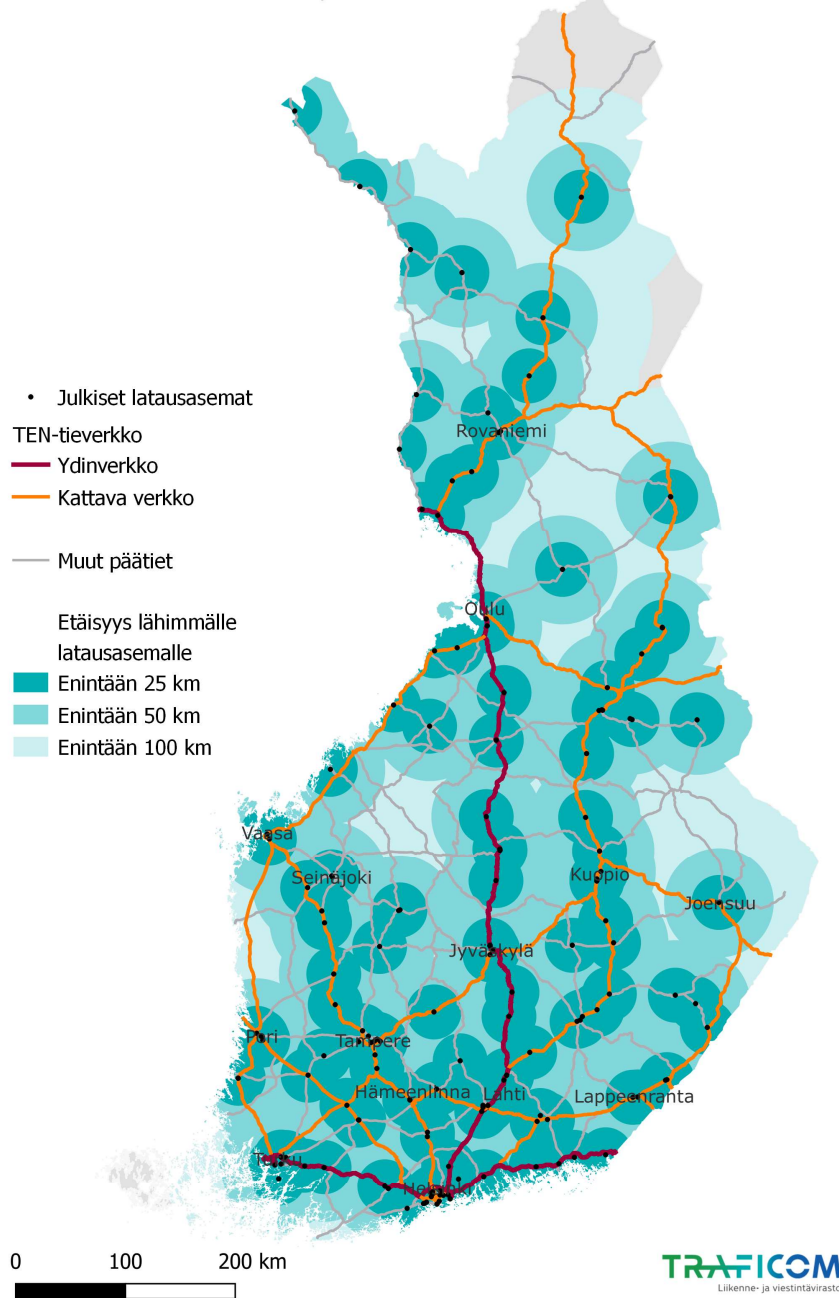 Rovaniemi
• Julkiset latausasemat
TEN-tieverkko
Ydinverkko
Kattava verkko
Muut päätiet
Etäisyys lähimmälle
latausasemalle
Enintään 25 km
Enintään 50 km
Enintään 100 km
Oulu
Vaasa
Seinäjoki
Kuopio
Joensuu
Jyväskylä
Pori
Tampere
Hämeenlinna
Lahti
Lappeenranta
Turku
Helsinki
0 100 200 km
TRAFICOM
Liikenne- ja viestintävirasto